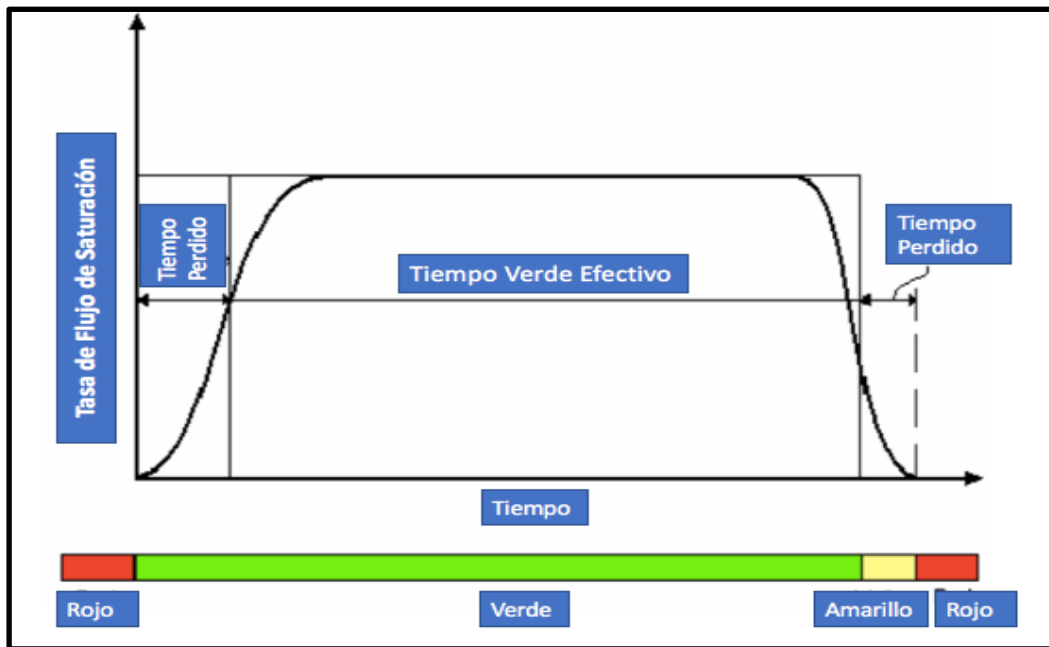 Tasa de Flujo de Saturación
Tiempo
Perdido
Tiempo Verde Efectivo
Tiempo
Perdido
Tiempo
Rojo
Verde
Amarillo
Rojo